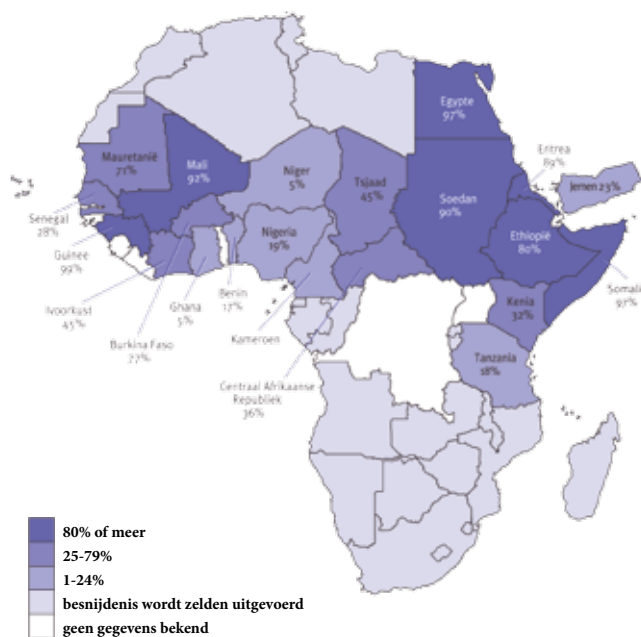 Egypte
97%
Mauretanië
71%
Mali
92%
Niger
5%
Tsjaad
45%
Eritrea
89%
Jemen 23%
Soedan
90%
Senegal
28%
Nigeria
19%
Ethiopië
80%
Guinee
99%
Somali
97%
Ivoorkust
45%
Ghana
5%
Benin
17%
Kenia
32%
Burkina Faso
77%
Kameroen
Tanzania
18%
Centraal Afrikaanse
Republiek
36%
80% of meer
25-79%
1-24%
besnijdenis wordt zelden uitgevoerd
geen gegevens bekend